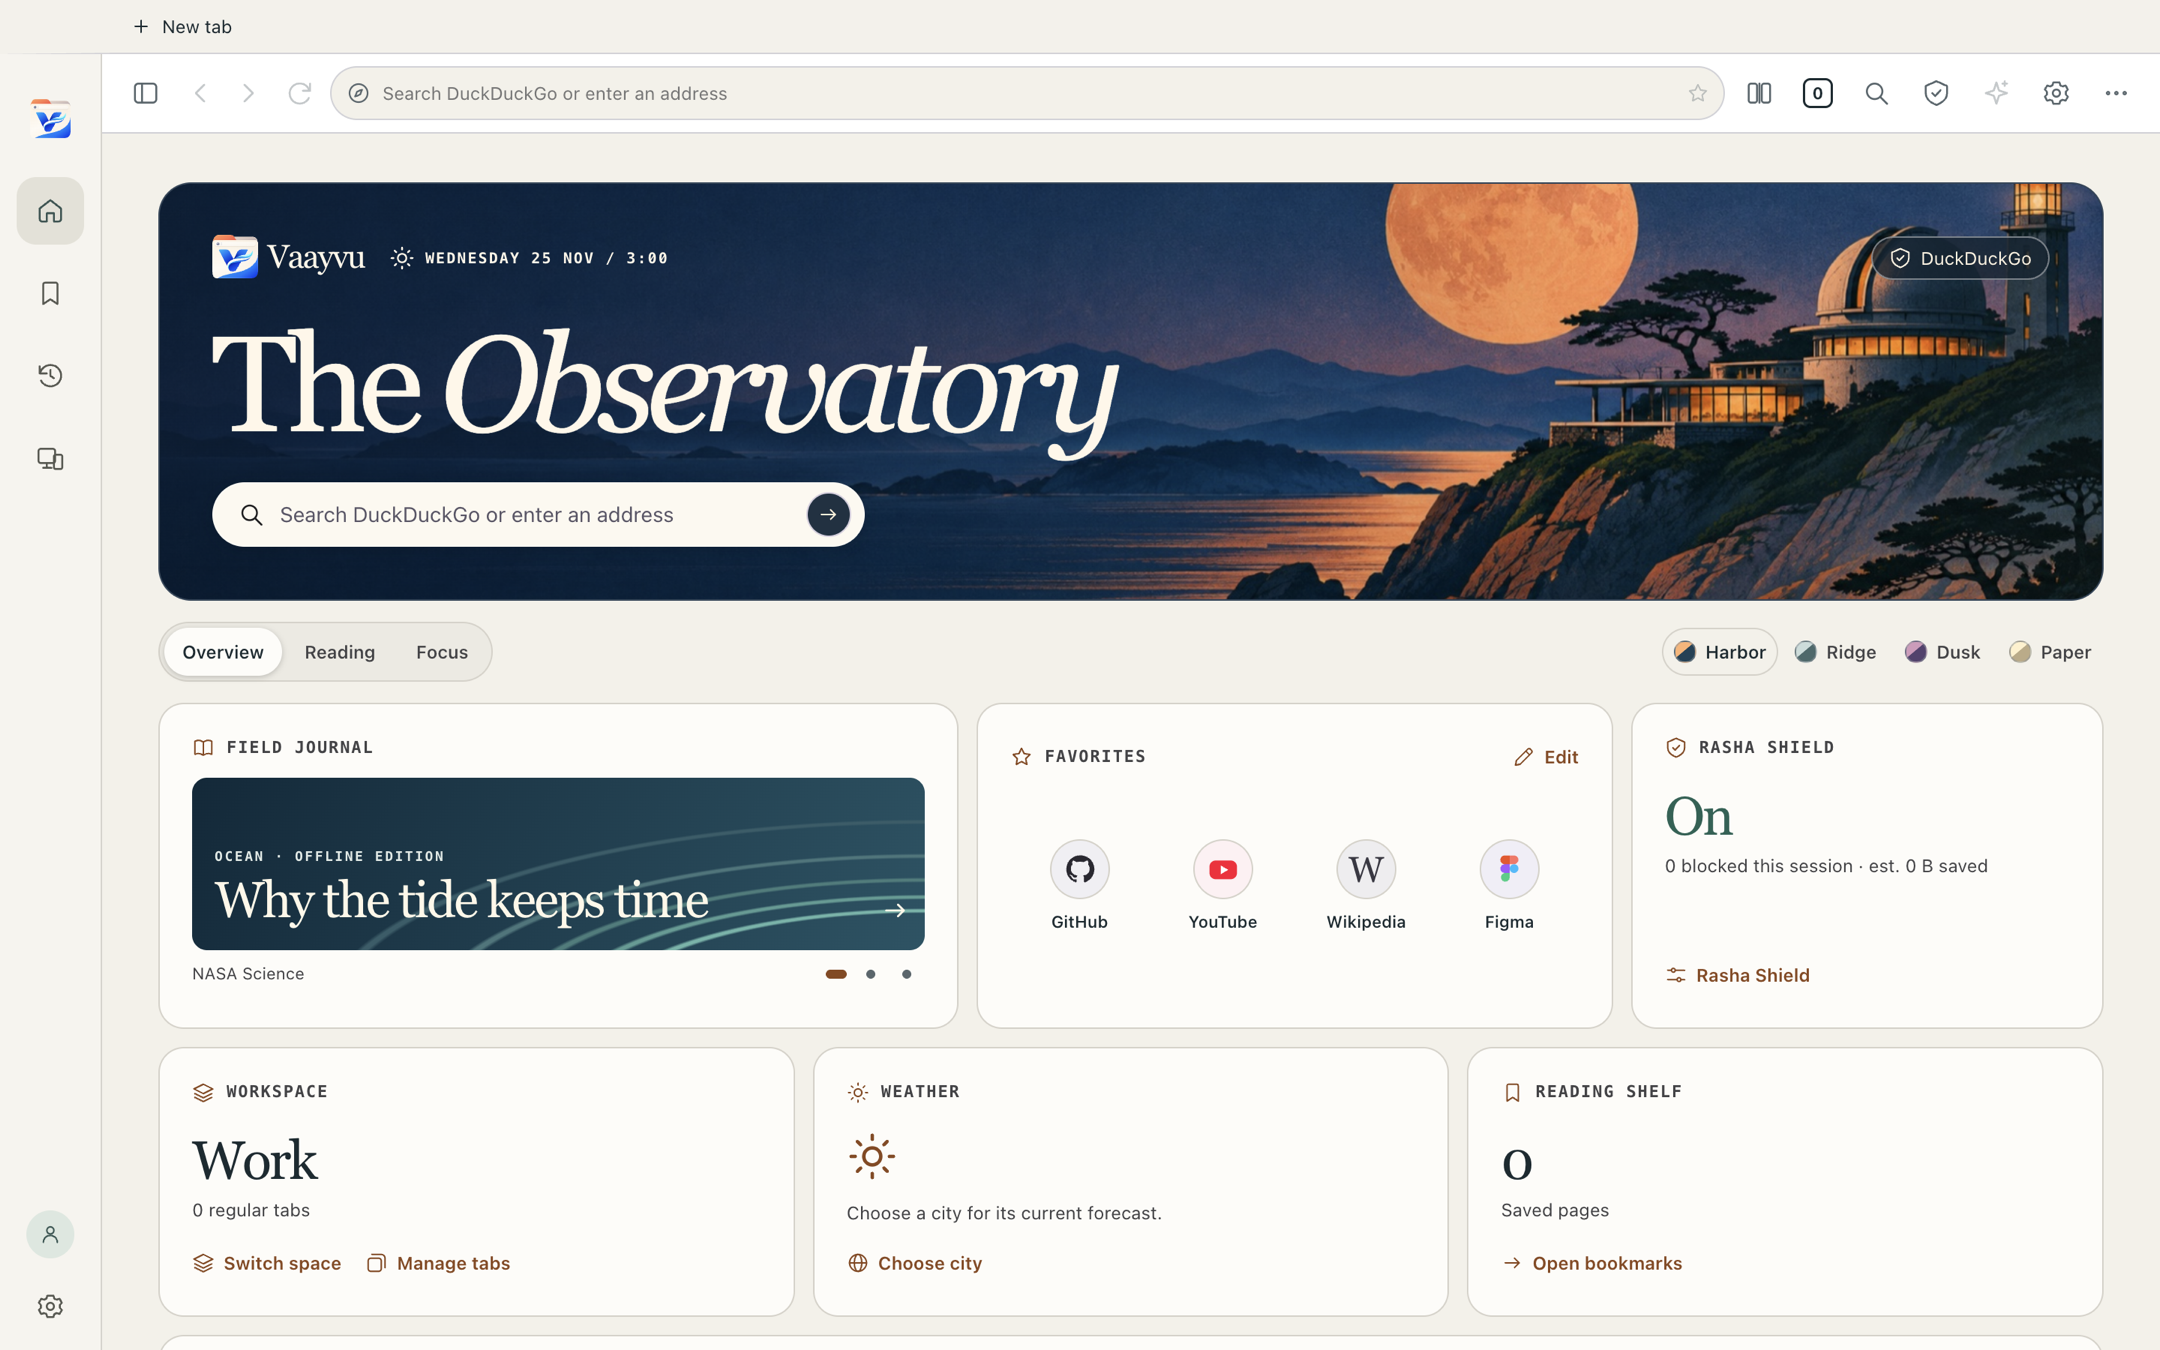 New tab
Search DuckDuckGo or enter an address
0
Vaayvu
WEDNESDAY 25 NOV / 3:00
DuckDuckGo
The Observatory
Search DuckDuckGo or enter an address
Overview
Reading
Focus
Harbor
Ridge
Dusk
Paper
FIELD JOURNAL
OCEAN · OFFLINE EDITION
Why the tide keeps time
NASA Science
FAVORITES
Edit
W
GitHub
YouTube
Wikipedia
Figma
RASHA SHIELD
On
0 blocked this session · est. 0 B saved
Rasha Shield
WORKSPACE
Work
0 regular tabs
Switch space
Manage tabs
WEATHER
Choose a city for its current forecast.
Choose city
READING SHELF
0
Saved pages
Open bookmarks